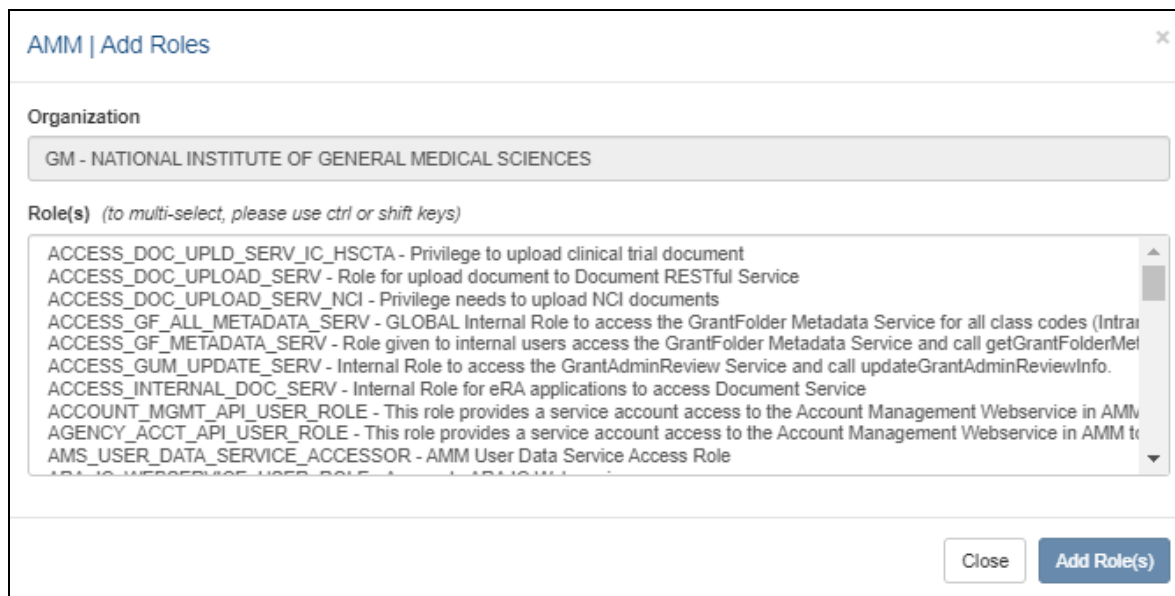 AMM | Add Roles
×
Organization
GM - NATIONAL INSTITUTE OF GENERAL MEDICAL SCIENCES
Role(s) (to multi-select, please use ctrl or shift keys)
ACCESS_DOC_UPLD_SERV_IC_HSCTA - Privilege to upload clinical trial document
ACCESS_DOC_UPLOAD_SERV - Role for upload document to Document RESTful Service
ACCESS_DOC_UPLOAD_SERV_NCI - Privilege needs to upload NCI documents
ACCESS_GF_ALL_METADATA_SERV - GLOBAL Internal Role to access the GrantFolder Metadata Service for all class codes (Intrar
ACCESS_GF_METADATA_SERV - Role given to internal users access the GrantFolder Metadata Service and call getGrantFolderMet
ACCESS_GUM_UPDATE_SERV - Internal Role to access the GrantAdminReview Service and call updateGrantAdminReviewInfo.
ACCESS_INTERNAL_DOC_SERV - Internal Role for eRA applications to access Document Service
ACCOUNT_MGMT_API_USER_ROLE - This role provides a service account access to the Account Management Webservice in AMM
AGENCY_ACCT_API_USER_ROLE - This role provides a service account access to the Account Management Webservice in AMM to
AMS_USER_DATA_SERVICE_ACCESSOR - AMM User Data Service Access Role
Close
Add Role(s)